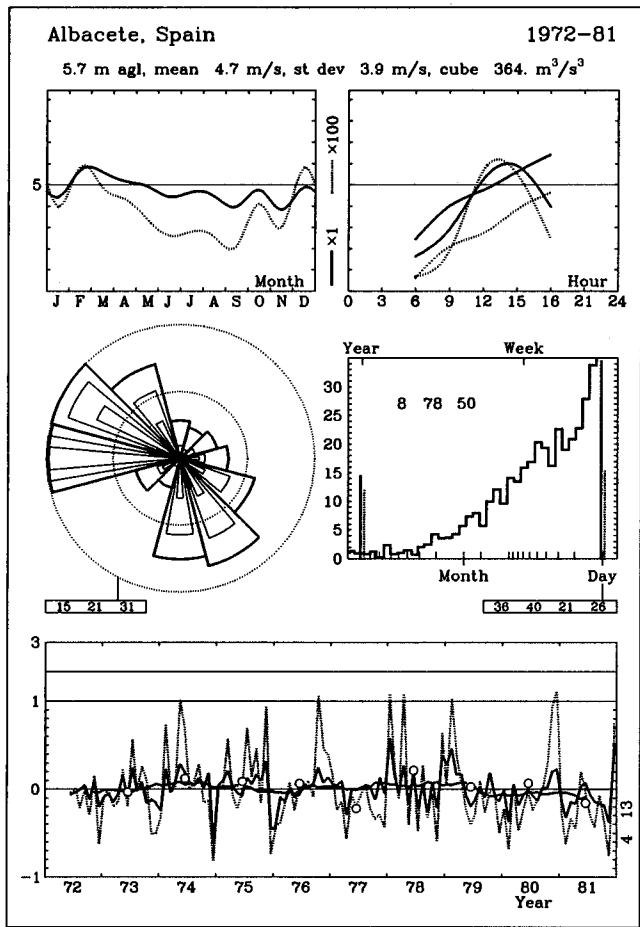 Albacete, Spain 1972–81
5.7 m agl, mean 4.7 m/s, st dev 3.9 m/s, cube 364. m³/s³
5
×1 ×100
Month
J F M A M J J A S O N D
Hour
0 3 6 9 12 15 18 21 24
Year Week
35
30
25
20
15
10
5
0
8 78 50
Month Day
15 21 31
36 40 21 26
3
1
0
-1
4 13
72 73 74 75 76 77 78 79 80 81
Year